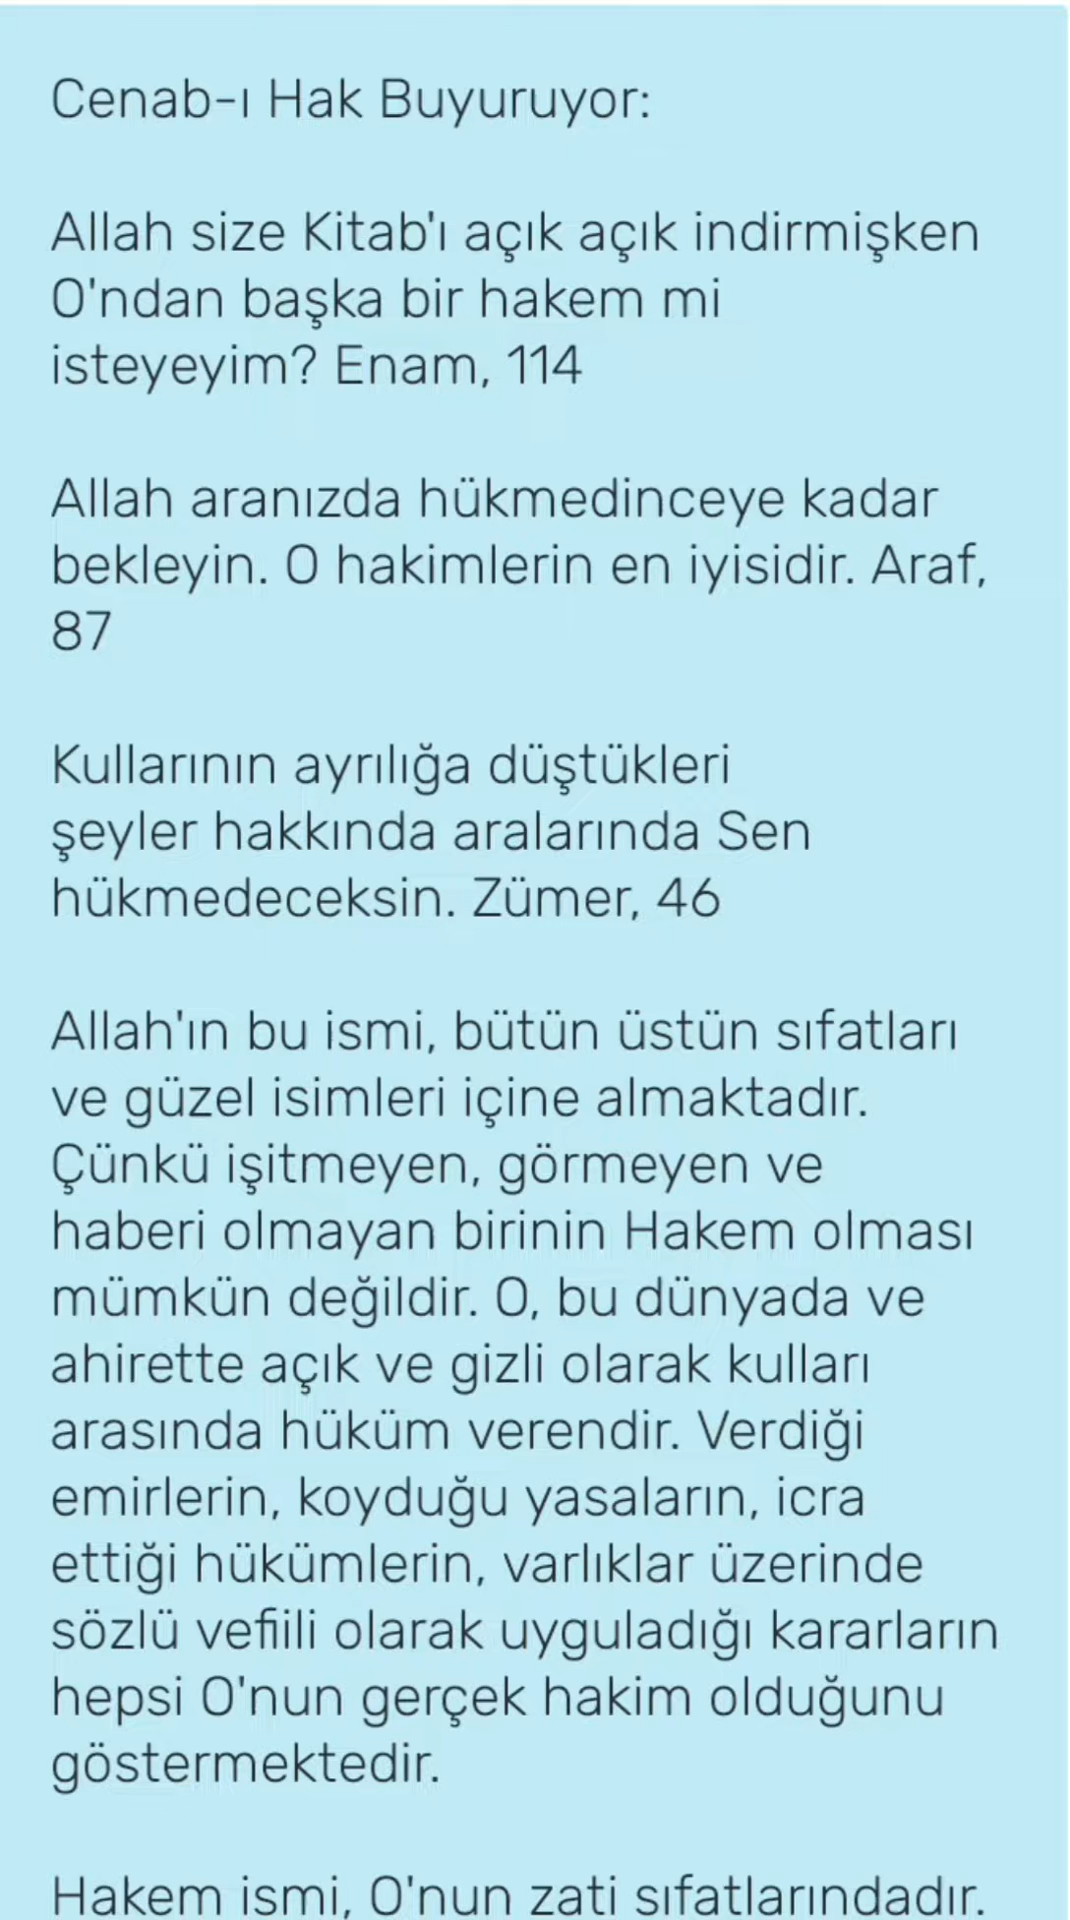 Cenab-ı Hak Buyuruyor:
Allah size Kitab'ı açık açık indirmişken
O'ndan başka bir hakem mi
isteyeyim? Enam, 114
Allah aranızda hükmedinceye kadar
bekleyin. O hakimlerin en iyisidir. Araf,
87
Kullarının ayrılığa düştükleri
şeyler hakkında aralarında Sen
hükmedeceksin. Zümer, 46
Allah'ın bu ismi, bütün üstün sıfatları
ve güzel isimleri içine almaktadır.
Çünkü işitmeyen, görmeyen ve
haberi olmayan birinin Hakem olması
mümkün değildir. O, bu dünyada ve
ahirette açık ve gizli olarak kulları
arasında hüküm verendir. Verdiği
emirlerin, koyduğu yasaların, icra
ettiği hükümlerin, varlıklar üzerinde
sözlü vefiili olarak uyguladığı kararların
hepsi O'nun gerçek hakim olduğunu
göstermektedir.
Hakem ismi, O'nun zati sıfatlarındadır.